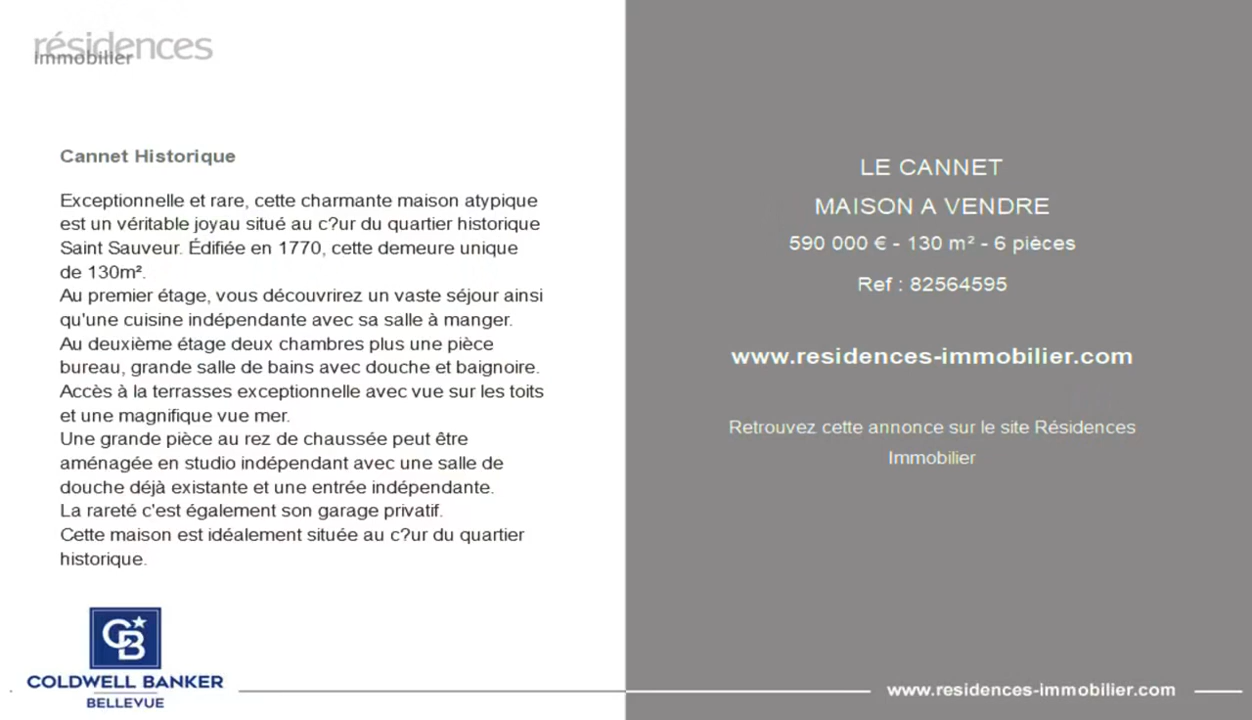 résidences
immobilier
Cannet Historique
Exceptionnelle et rare, cette charmante maison atypique
est un véritable joyau situé au c?ur du quartier historique
Saint Sauveur. Édifiée en 1770, cette demeure unique
de 130m².
Au premier étage, vous découvrirez un vaste séjour ainsi
qu'une cuisine indépendante avec sa salle à manger.
Au deuxième étage deux chambres plus une pièce
bureau, grande salle de bains avec douche et baignoire.
Accès à la terrasses exceptionnelle avec vue sur les toits
et une magnifique vue mer.
Une grande pièce au rez de chaussée peut être
aménagée en studio indépendant avec une salle de
douche déjà existante et une entrée indépendante.
La rareté c'est également son garage privatif.
Cette maison est idéalement située au c?ur du quartier
historique.
CB
COLDWELL BANKER
BELLEVUE
LE CANNET
MAISON A VENDRE
590 000 € - 130 m² - 6 pièces
Ref : 82564595
www.residences-immobilier.com
Retrouvez cette annonce sur le site Résidences
Immobilier
www.residences-immobilier.com